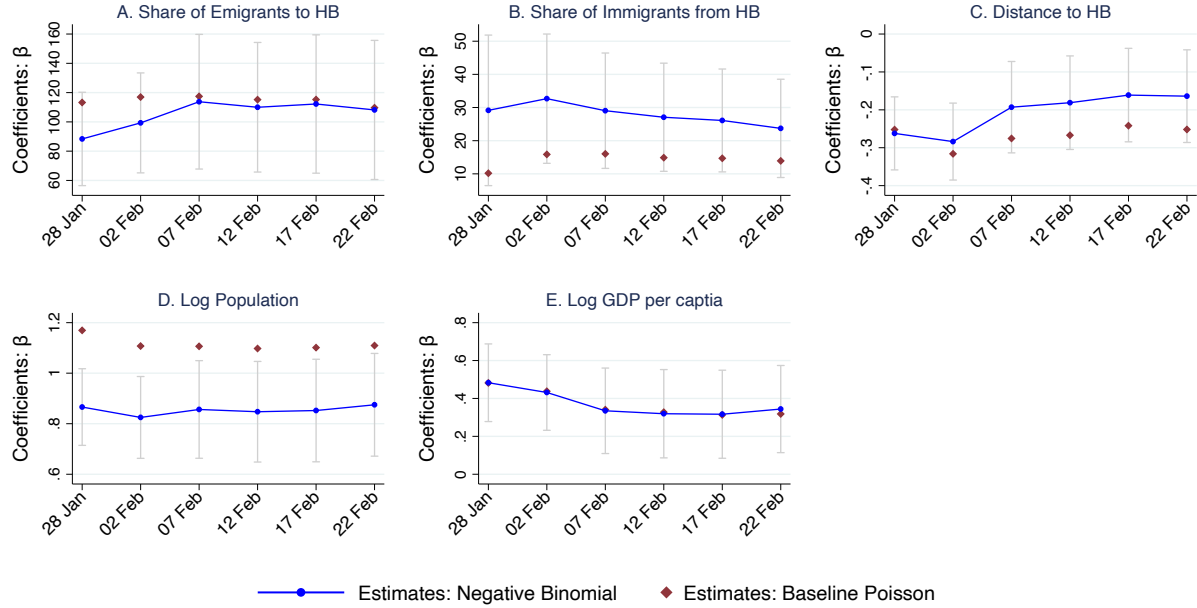 A. Share of Emigrants to HB
Coefficients: β
160
140
120
100
80
60
28 Jan
02 Feb
07 Feb
12 Feb
17 Feb
22 Feb
B. Share of Immigrants from HB
Coefficients: β
50
40
30
20
10
28 Jan
02 Feb
07 Feb
12 Feb
17 Feb
22 Feb
C. Distance to HB
Coefficients: β
0
-.1
-.2
-.3
-.4
28 Jan
02 Feb
07 Feb
12 Feb
17 Feb
22 Feb
D. Log Population
Coefficients: β
1.2
1
.8
.6
28 Jan
02 Feb
07 Feb
12 Feb
17 Feb
22 Feb
E. Log GDP per captia
Coefficients: β
.8
.6
.4
.2
0
28 Jan
02 Feb
07 Feb
12 Feb
17 Feb
22 Feb
Estimates: Negative Binomial
Estimates: Baseline Poisson